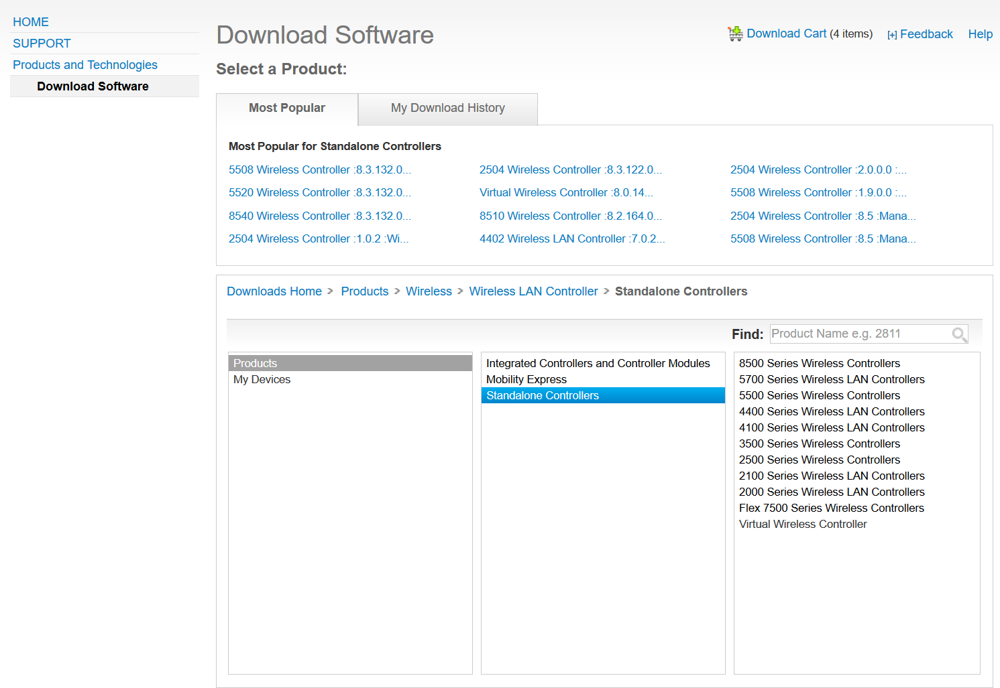 HOME
SUPPORT
Products and Technologies
Download Software
Download Software
Download Cart (4 items) [+] Feedback Help
Select a Product:
Most Popular My Download History
Most Popular for Standalone Controllers
5508 Wireless Controller :8.3.132.0... 2504 Wireless Controller :8.3.122.0... 2504 Wireless Controller :2.0.0.0 :...
5520 Wireless Controller :8.3.132.0... Virtual Wireless Controller :8.0.14... 5508 Wireless Controller :1.9.0.0 :...
8540 Wireless Controller :8.3.132.0... 8510 Wireless Controller :8.2.164.0... 2504 Wireless Controller :8.5 :Mana...
2504 Wireless Controller :1.0.2 :Wi... 4402 Wireless LAN Controller :7.0.2... 5508 Wireless Controller :8.5 :Mana...
Downloads Home > Products > Wireless > Wireless LAN Controller > Standalone Controllers
Find: Product Name e.g. 2811
Products
My Devices
Integrated Controllers and Controller Modules
Mobility Express
Standalone Controllers
8500 Series Wireless Controllers
5700 Series Wireless LAN Controllers
5500 Series Wireless Controllers
4400 Series Wireless LAN Controllers
4100 Series Wireless LAN Controllers
3500 Series Wireless Controllers
2500 Series Wireless Controllers
2100 Series Wireless LAN Controllers
2000 Series Wireless LAN Controllers
Flex 7500 Series Wireless Controllers
Virtual Wireless Controller